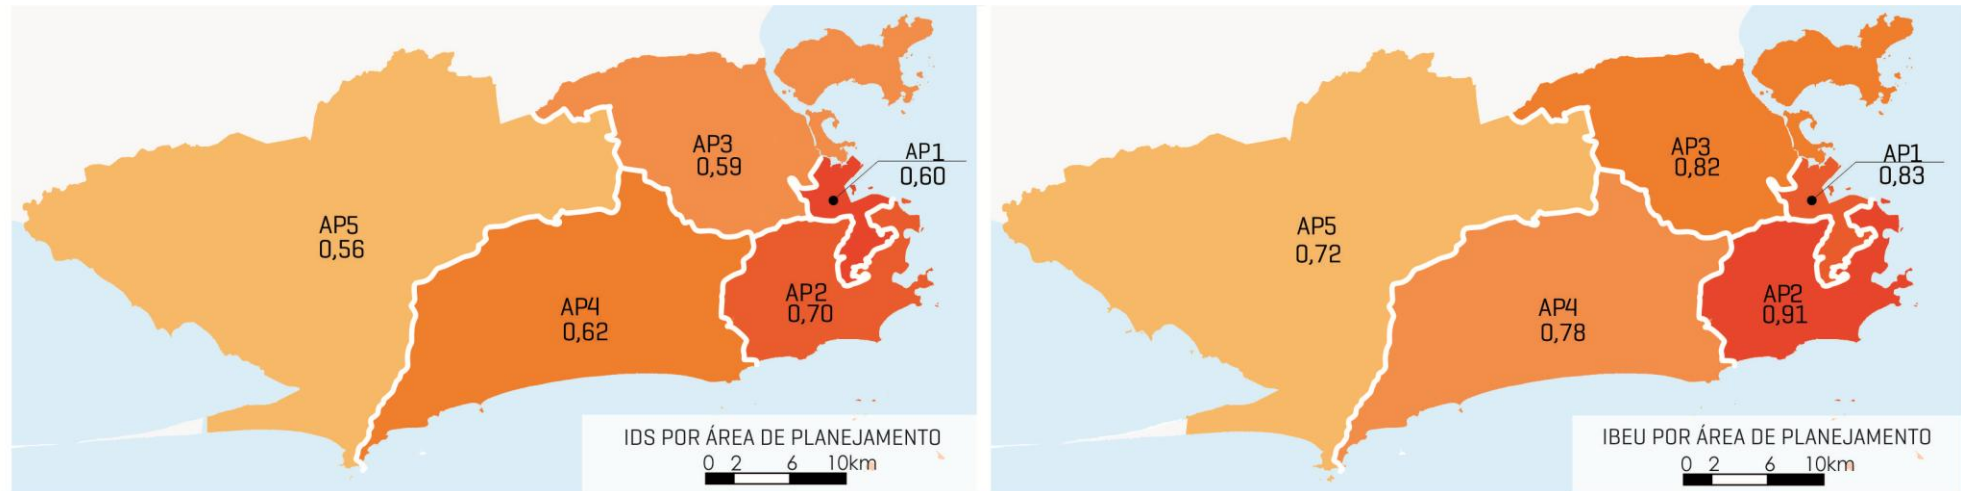 AP3
0,59
AP1
0,60
AP5
0,56
AP4
0,62
AP2
0,70
IDS POR ÁREA DE PLANEJAMENTO
0 2 6 10km
AP3
0,82
AP1
0,83
AP5
0,72
AP4
0,78
AP2
0,91
IBEU POR ÁREA DE PLANEJAMENTO
0 2 6 10km